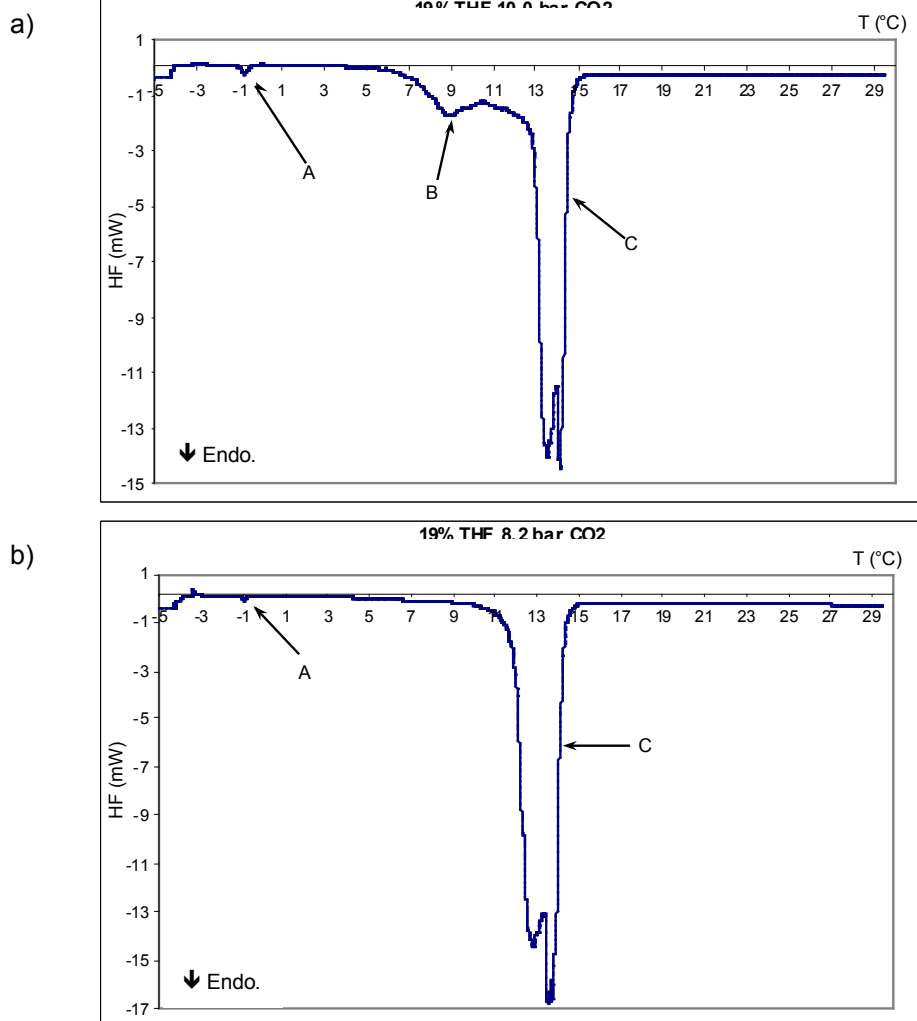 a)
19% THF 10.0 bar CO2
T (°C)
1
-1
-3
-5
-7
-9
-11
-13
-15
HF (mW)
-5 -3 -1 1 3 5 7 9 11 13 15 17 19 21 23 25 27 29
A
B
C
Endo.
b)
19% THF 8.2 bar CO2
T (°C)
1
-1
-3
-5
-7
-9
-11
-13
-15
-17
HF (mW)
-5 -3 -1 1 3 5 7 9 11 13 15 17 19 21 23 25 27 29
A
C
Endo.